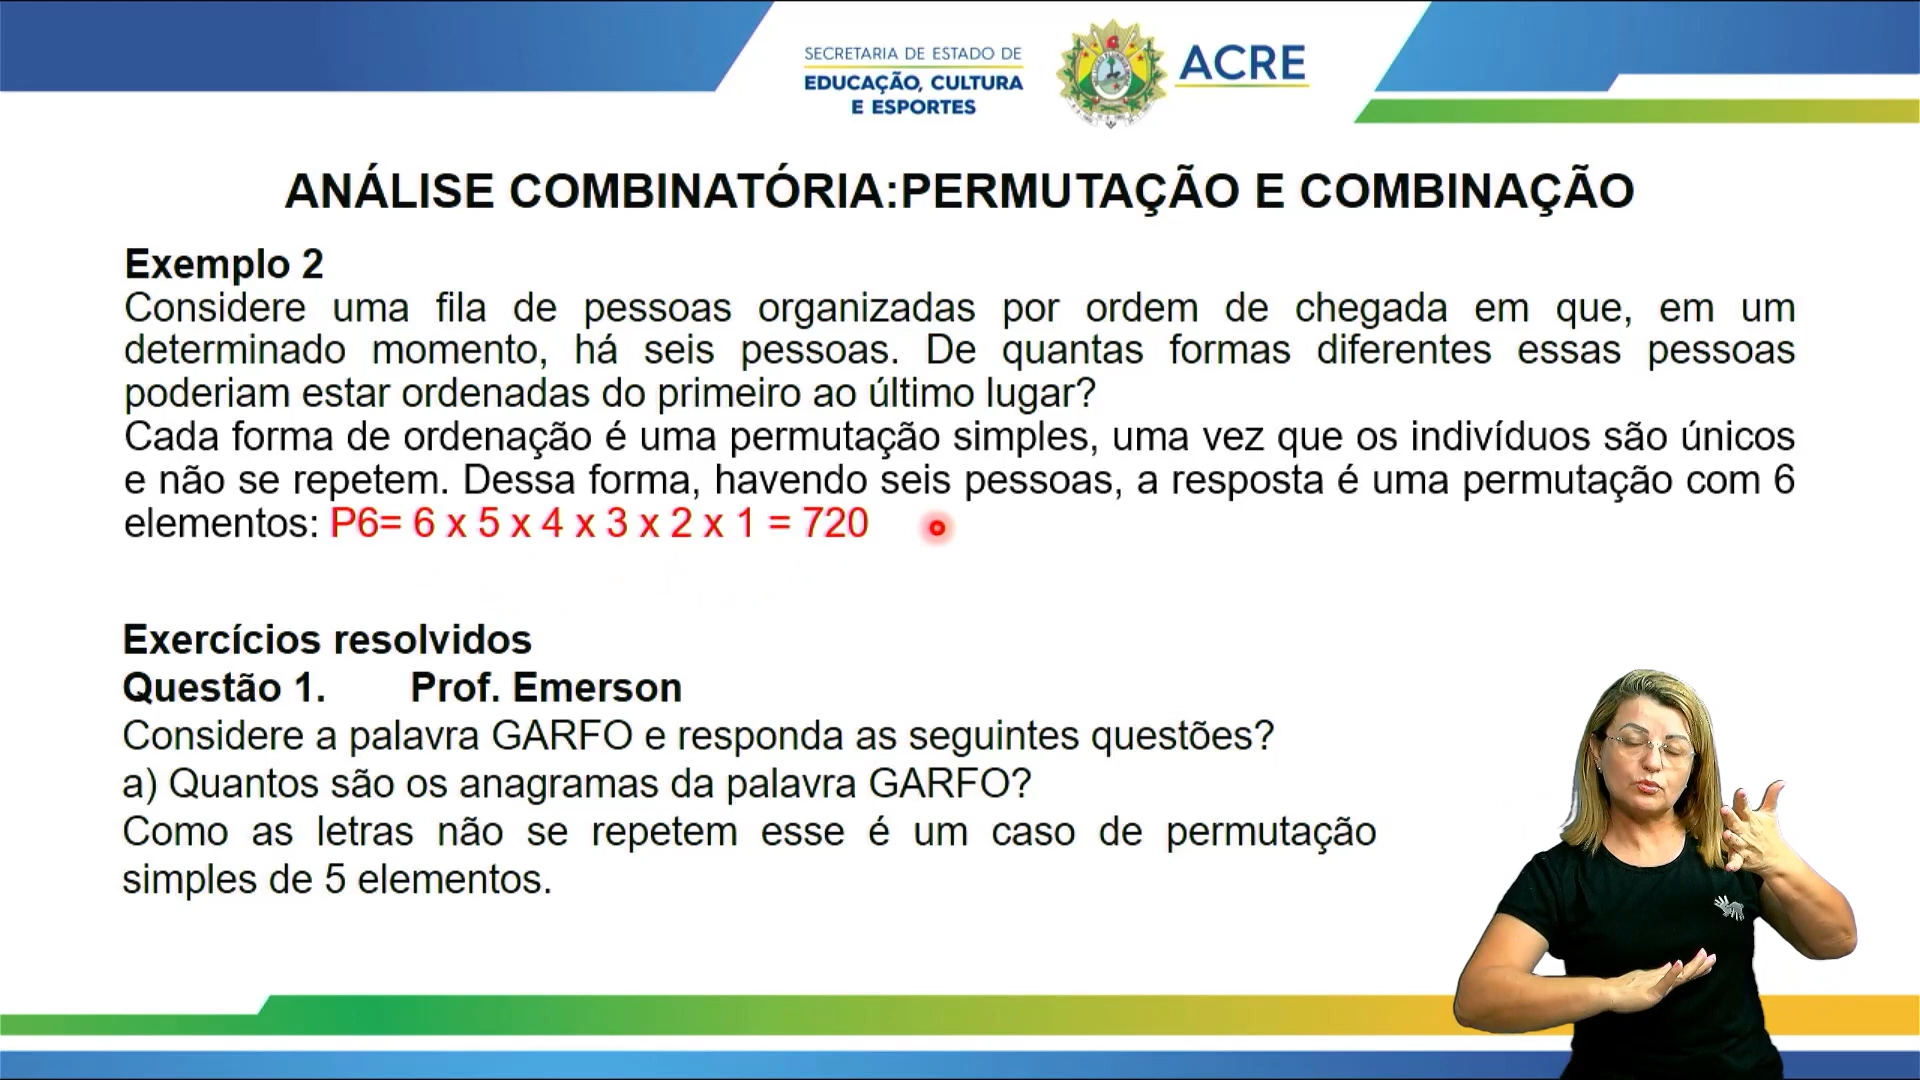 SECRETARIA DE ESTADO DE
EDUCAÇÃO, CULTURA
E ESPORTES
ACRE
ANÁLISE COMBINATÓRIA:PERMUTAÇÃO E COMBINAÇÃO
Exemplo 2
Considere uma fila de pessoas organizadas por ordem de chegada em que, em um
determinado momento, há seis pessoas. De quantas formas diferentes essas pessoas
poderiam estar ordenadas do primeiro ao último lugar?
Cada forma de ordenação é uma permutação simples, uma vez que os indivíduos são únicos
e não se repetem. Dessa forma, havendo seis pessoas, a resposta é uma permutação com 6
elementos: P6= 6 x 5 x 4 x 3 x 2 x 1 = 720
Exercícios resolvidos
Questão 1. Prof. Emerson
Considere a palavra GARFO e responda as seguintes questões?
a) Quantos são os anagramas da palavra GARFO?
Como as letras não se repetem esse é um caso de permutação
simples de 5 elementos.